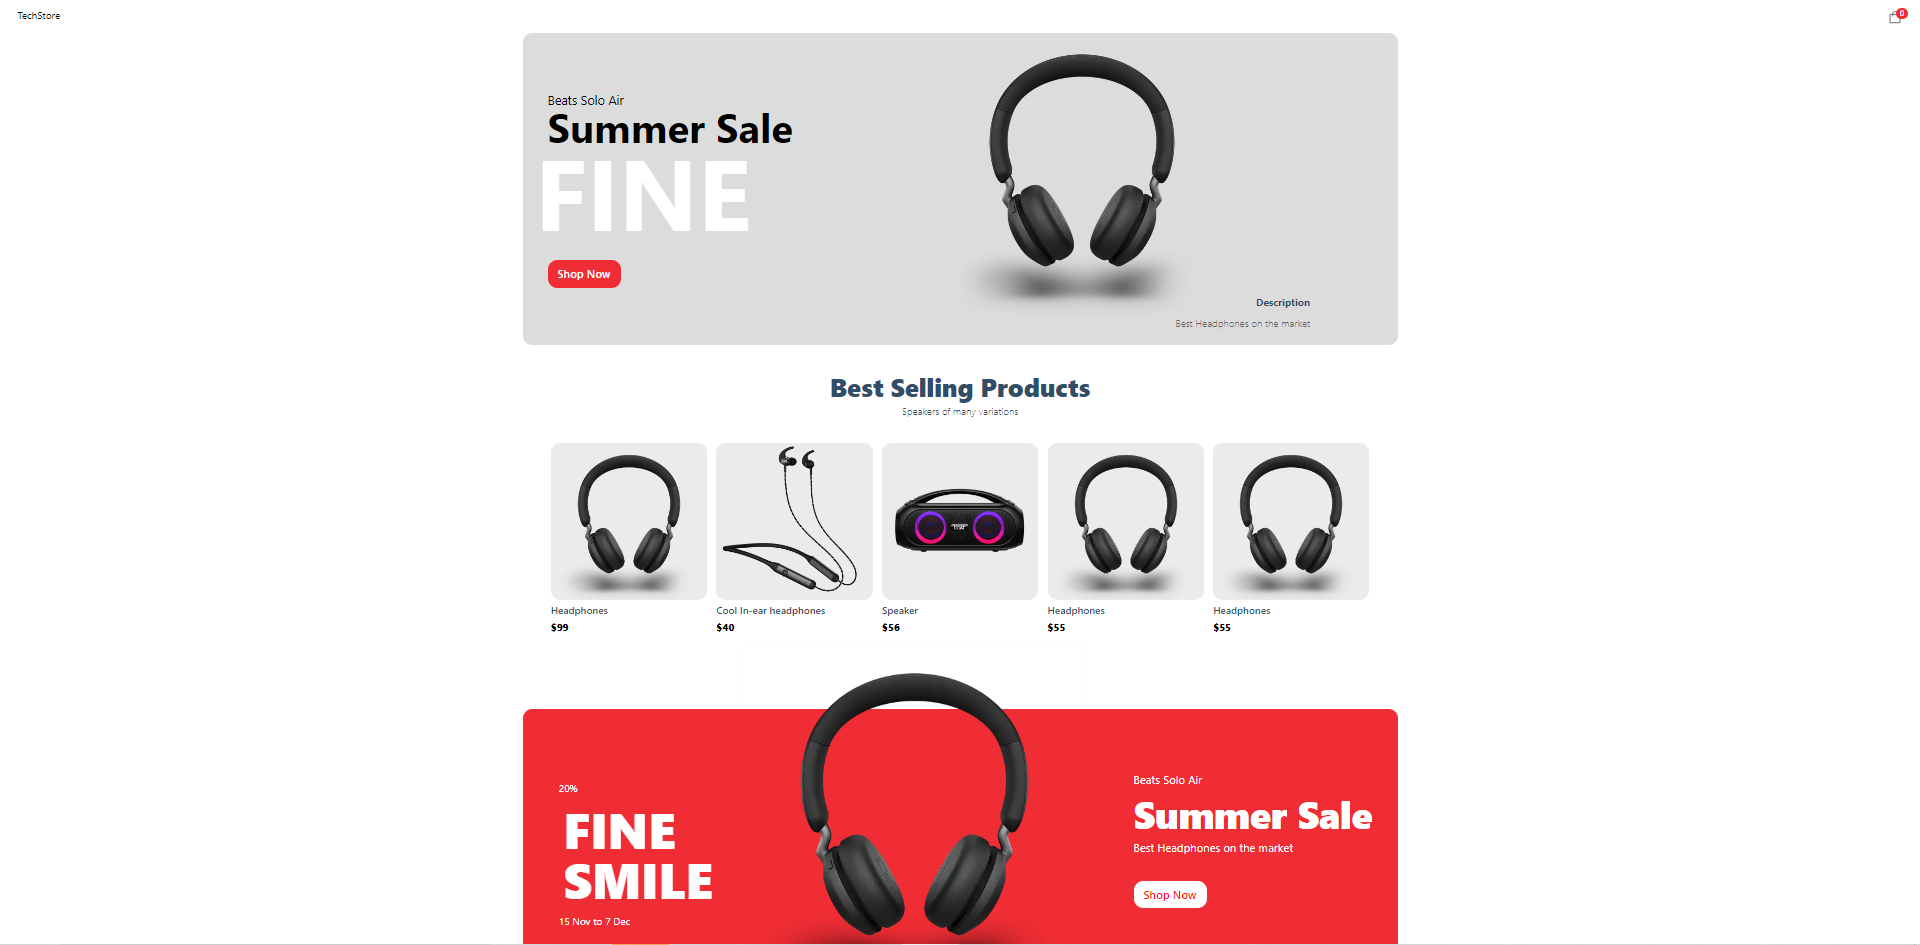 TechStore
0
Beats Solo Air
Summer Sale
FINE
Shop Now
Description
Best Headphones on the market
Best Selling Products
Speakers of many variations
Headphones
$99
Cool In-ear headphones
$40
Speaker
$56
Headphones
$55
Headphones
$55
20%
FINE
SMILE
15 Nov to 7 Dec
Beats Solo Air
Summer Sale
Best Headphones on the market
Shop Now